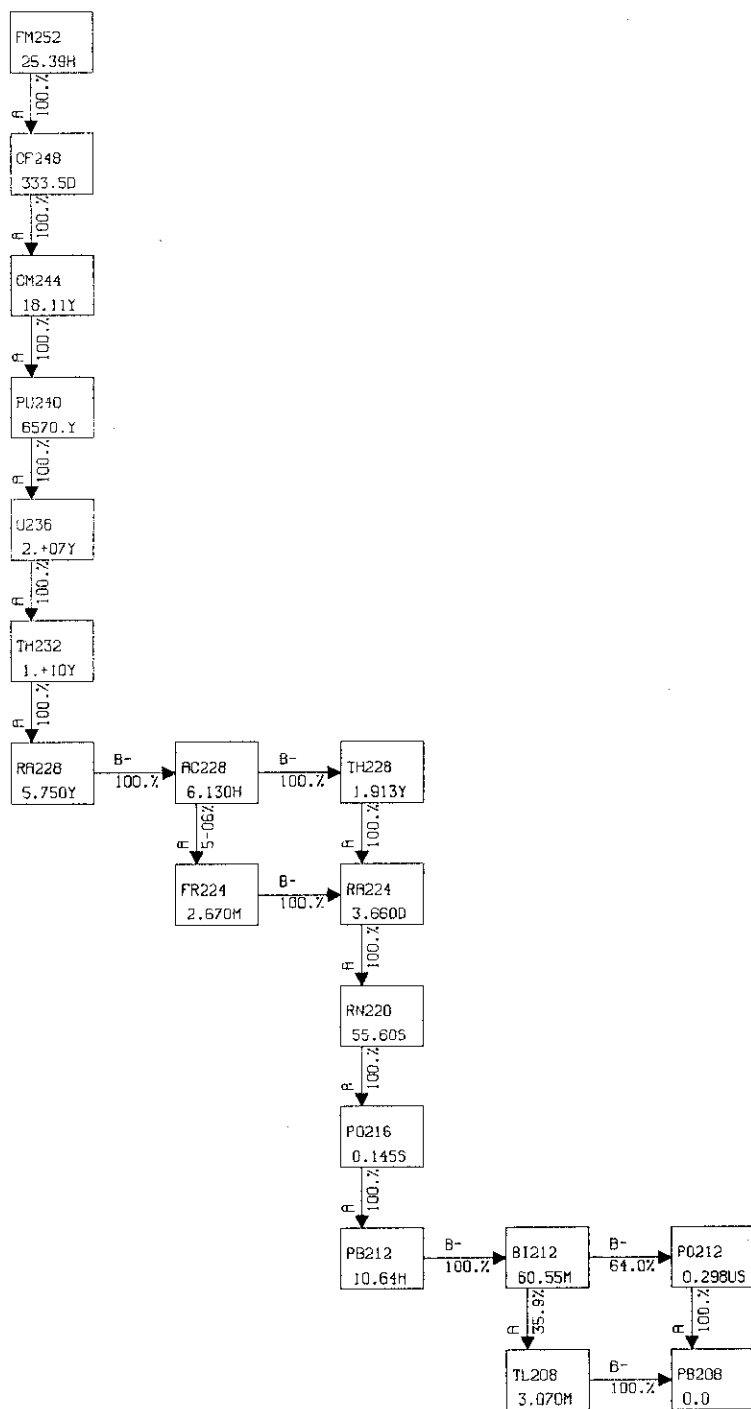 FM252
25.39H
A
100.%
CF248
333.5D
A
100.%
CM244
18.11Y
A
100.%
PU240
6570.Y
A
100.%
U236
2.+07Y
A
100.%
TH232
1.+10Y
A
100.%
RA228
5.750Y
B-
100.%
AC228
6.130H
B-
100.%
TH228
1.913Y
A
5-06%
A
100.%
FR224
2.670M
B-
100.%
RA224
3.660D
A
100.%
RN220
55.60S
A
100.%
PO216
0.145S
A
100.%
PB212
10.64H
B-
100.%
BI212
60.55M
B-
64.0%
PO212
0.298US
A
35.9%
A
100.%
TL208
3.070M
B-
100.%
PB208
0.0